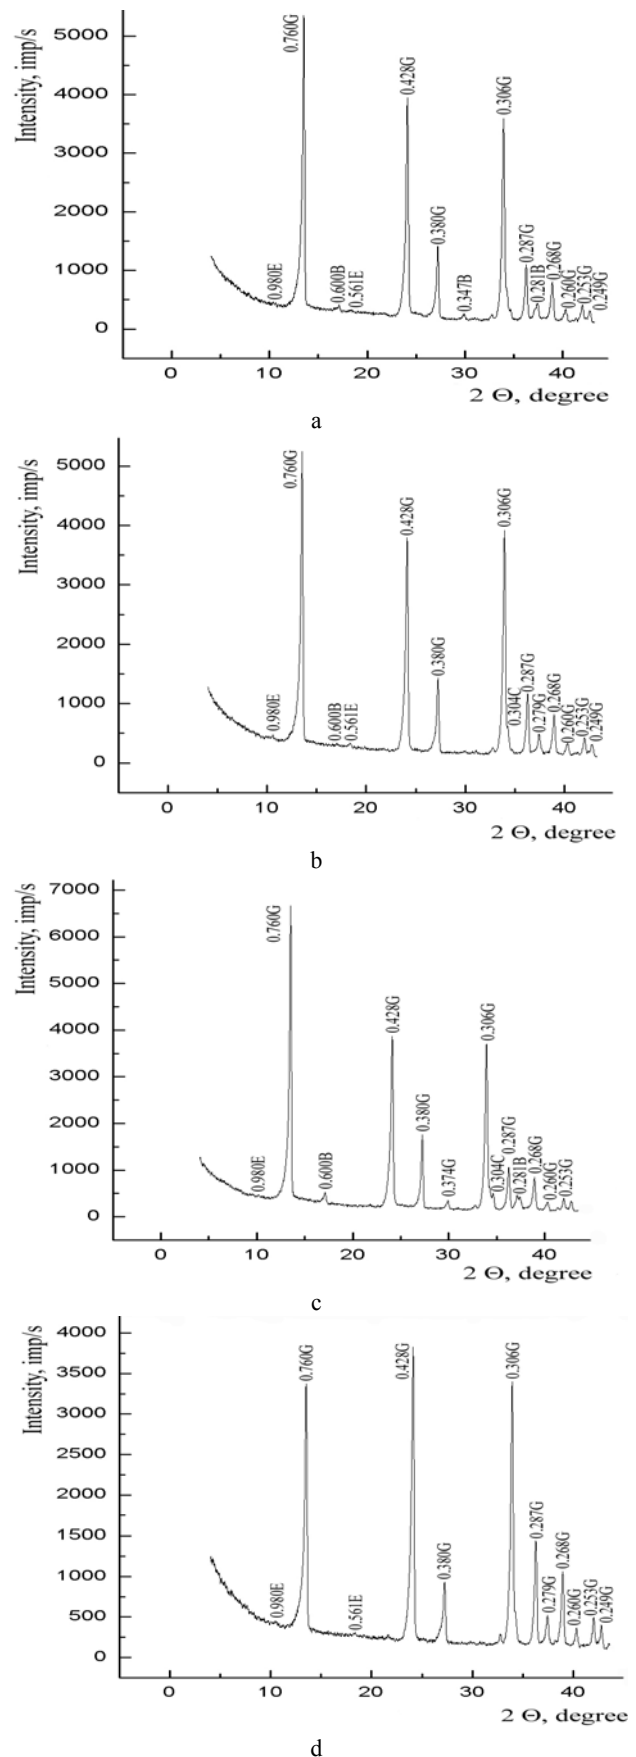 Intensity, imp/s
5000
4000
3000
2000
1000
0
0.760G
0.980E
0.600B
0.561E
0.428G
0.380G
0.347B
0.306G
0.287G
0.281B
0.268G
0.260G
0.253G
0.249G
0 10 20 30 40
2 Θ, degree
a
Intensity, imp/s
5000
4000
3000
2000
1000
0
0.980E
0.760G
0.600B
0.561E
0.428G
0.380G
0.306G
0.304C
0.287G
0.279G
0.268G
0.260G
0.253G
0.249G
0 10 20 30 40
2 Θ, degree
b
Intensity, imp/s
7000
6000
4000
3000
2000
1000
0
0.980E
0.760G
0.600B
0.428G
0.380G
0.374G
0.306G
0.304C
0.287G
0.281B
0.268G
0.260G
0.253G
0 10 20 30 40
2 Θ, degree
c
Intensity, imp/s
4000
3500
3000
2500
2000
1500
1000
500
0
0.980E
0.760G
0.561E
0.428G
0.380G
0.306G
0.287G
0.279G
0.268G
0.260G
0.253G
0.249G
0 10 20 30 40
2 Θ, degree
d